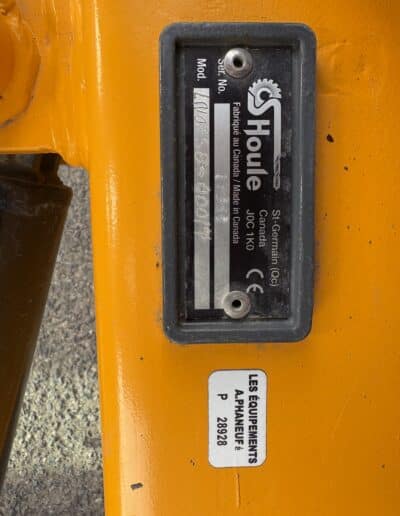 Houle
St-Germain (Qc)
Canada J0C 1K0
Fabriqué au Canada / Made in Canada
Ser. No.
Mod.
LES ÉQUIPEMENTS
A.PHANEUF é
P 28928